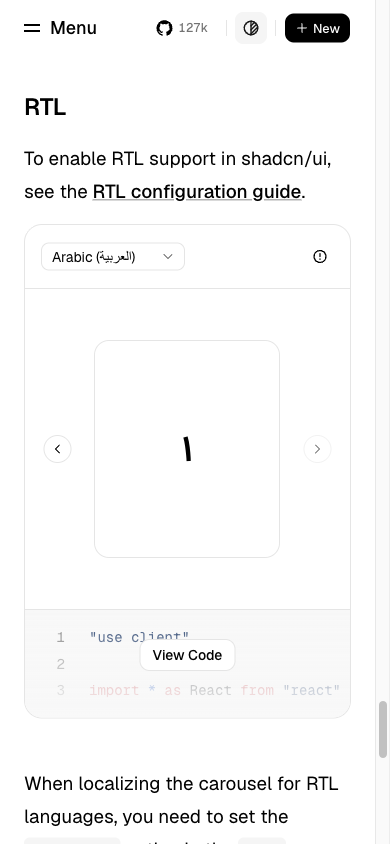 Menu
127k
New
RTL
To enable RTL support in shadcn/ui,
see the RTL configuration guide.
Arabic (العربية)
١
1 "use client"
2
View Code
3 import * as React from "react"
When localizing the carousel for RTL
languages, you need to set the